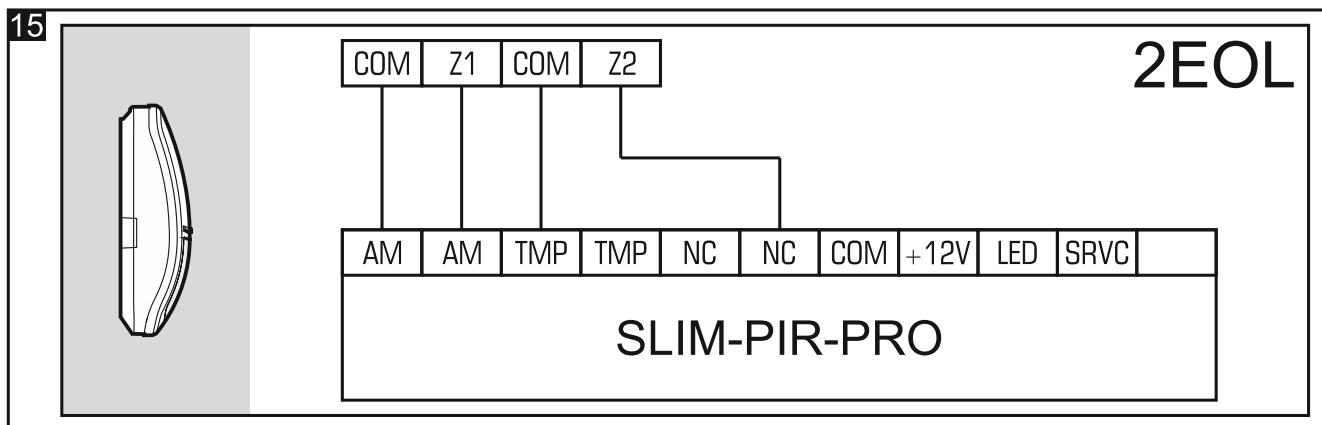 15
2EOL
COM Z1 COM Z2
AM AM TMP TMP NC NC COM +12V LED SRVC
SLIM-PIR-PRO